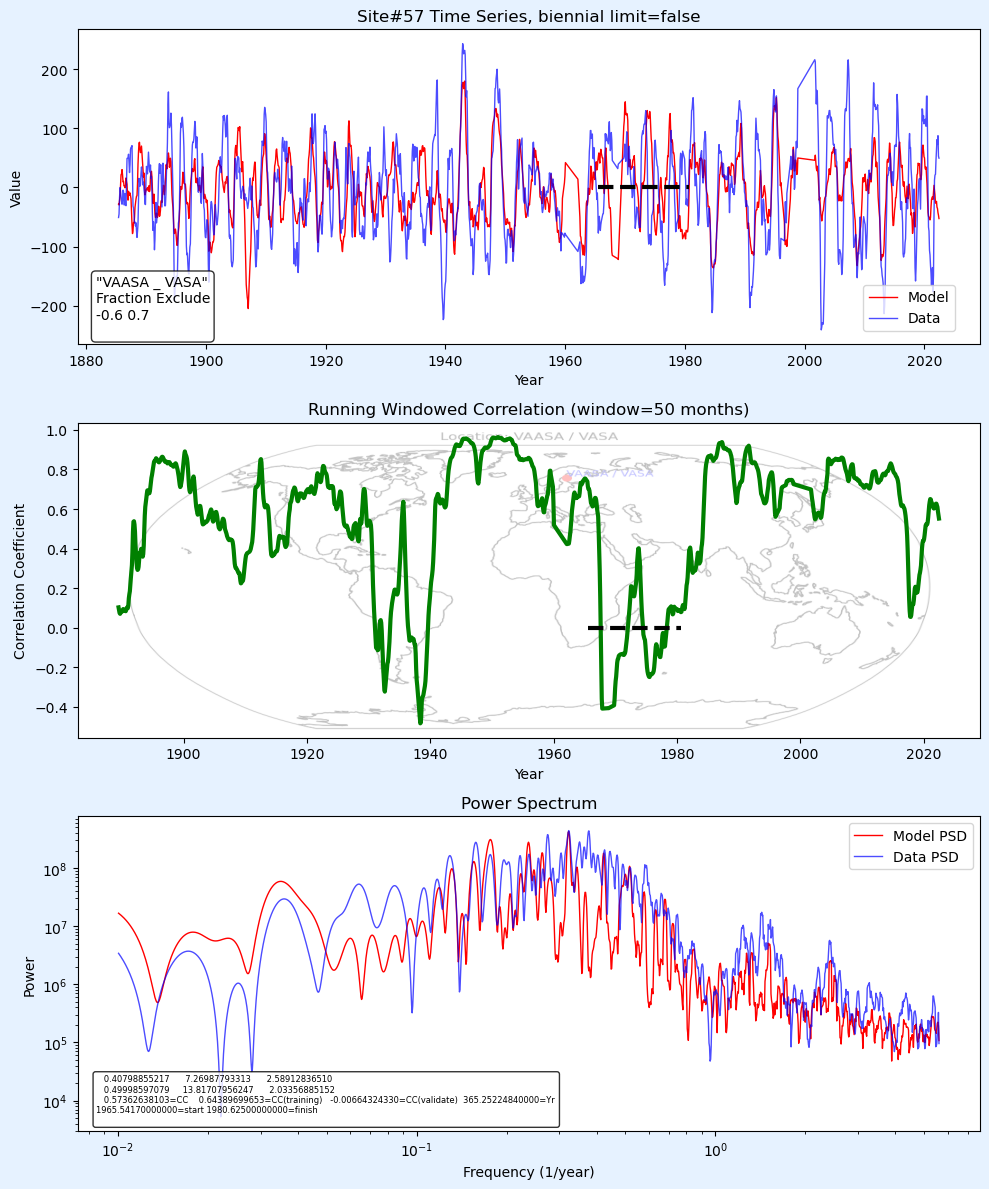 Site#57 Time Series, biennial limit=false
Value
200
100
0
−100
−200
"VAASA _ VASA"
Fraction Exclude
-0.6 0.7
Model
Data
1880 1900 1920 1940 1960 1980 2000 2020
Year
Running Windowed Correlation (window=50 months)
Location: VAASA / VASA
VAASA / VASA
Correlation Coefficient
1.0
0.8
0.6
0.4
0.2
0.0
−0.2
−0.4
1900 1920 1940 1960 1980 2000 2020
Year
Power Spectrum
Model PSD
Data PSD
Power
10⁸
10⁷
10⁶
10⁵
10⁴
0.40798855217 7.26987793313 2.58912836510
0.49998597079 13.81707956247 2.03356885152
0.57362638103=CC 0.64389699653=CC(training) -0.00664324330=CC(validate) 365.25224840000=Yr
1965.54170000000=start 1980.62500000000=finish
10⁻² 10⁻¹ 10⁰
Frequency (1/year)